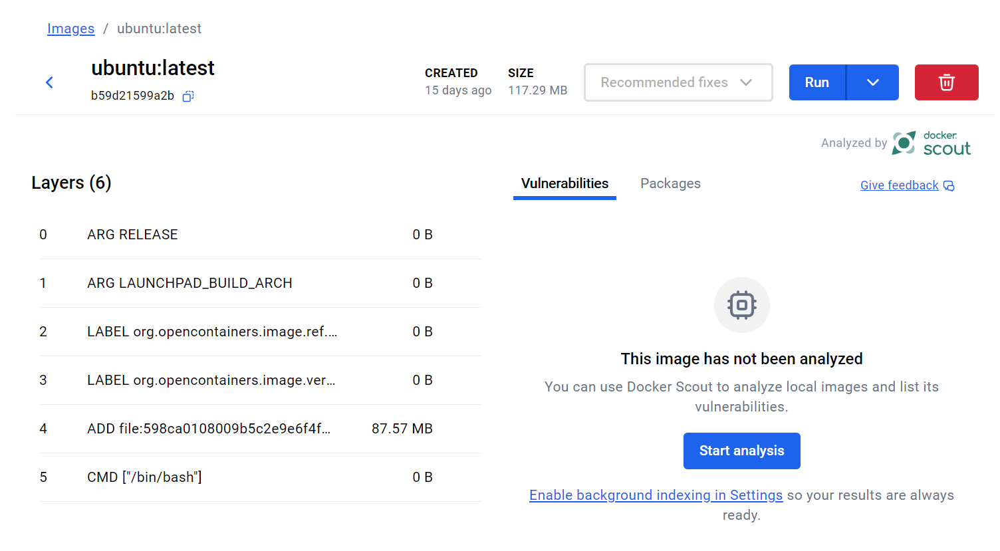 Images / ubuntu:latest
ubuntu:latest
b59d21599a2b
CREATED
15 days ago
SIZE
117.29 MB
Recommended fixes
Run
Analyzed by docker scout
Layers (6)
Vulnerabilities
Packages
Give feedback
0 ARG RELEASE 0 B
1 ARG LAUNCHPAD_BUILD_ARCH 0 B
2 LABEL org.opencontainers.image.ref.... 0 B
3 LABEL org.opencontainers.image.ver... 0 B
4 ADD file:598ca0108009b5c2e9e6f4f... 87.57 MB
5 CMD ["/bin/bash"] 0 B
This image has not been analyzed
You can use Docker Scout to analyze local images and list its
vulnerabilities.
Start analysis
Enable background indexing in Settings so your results are always
ready.